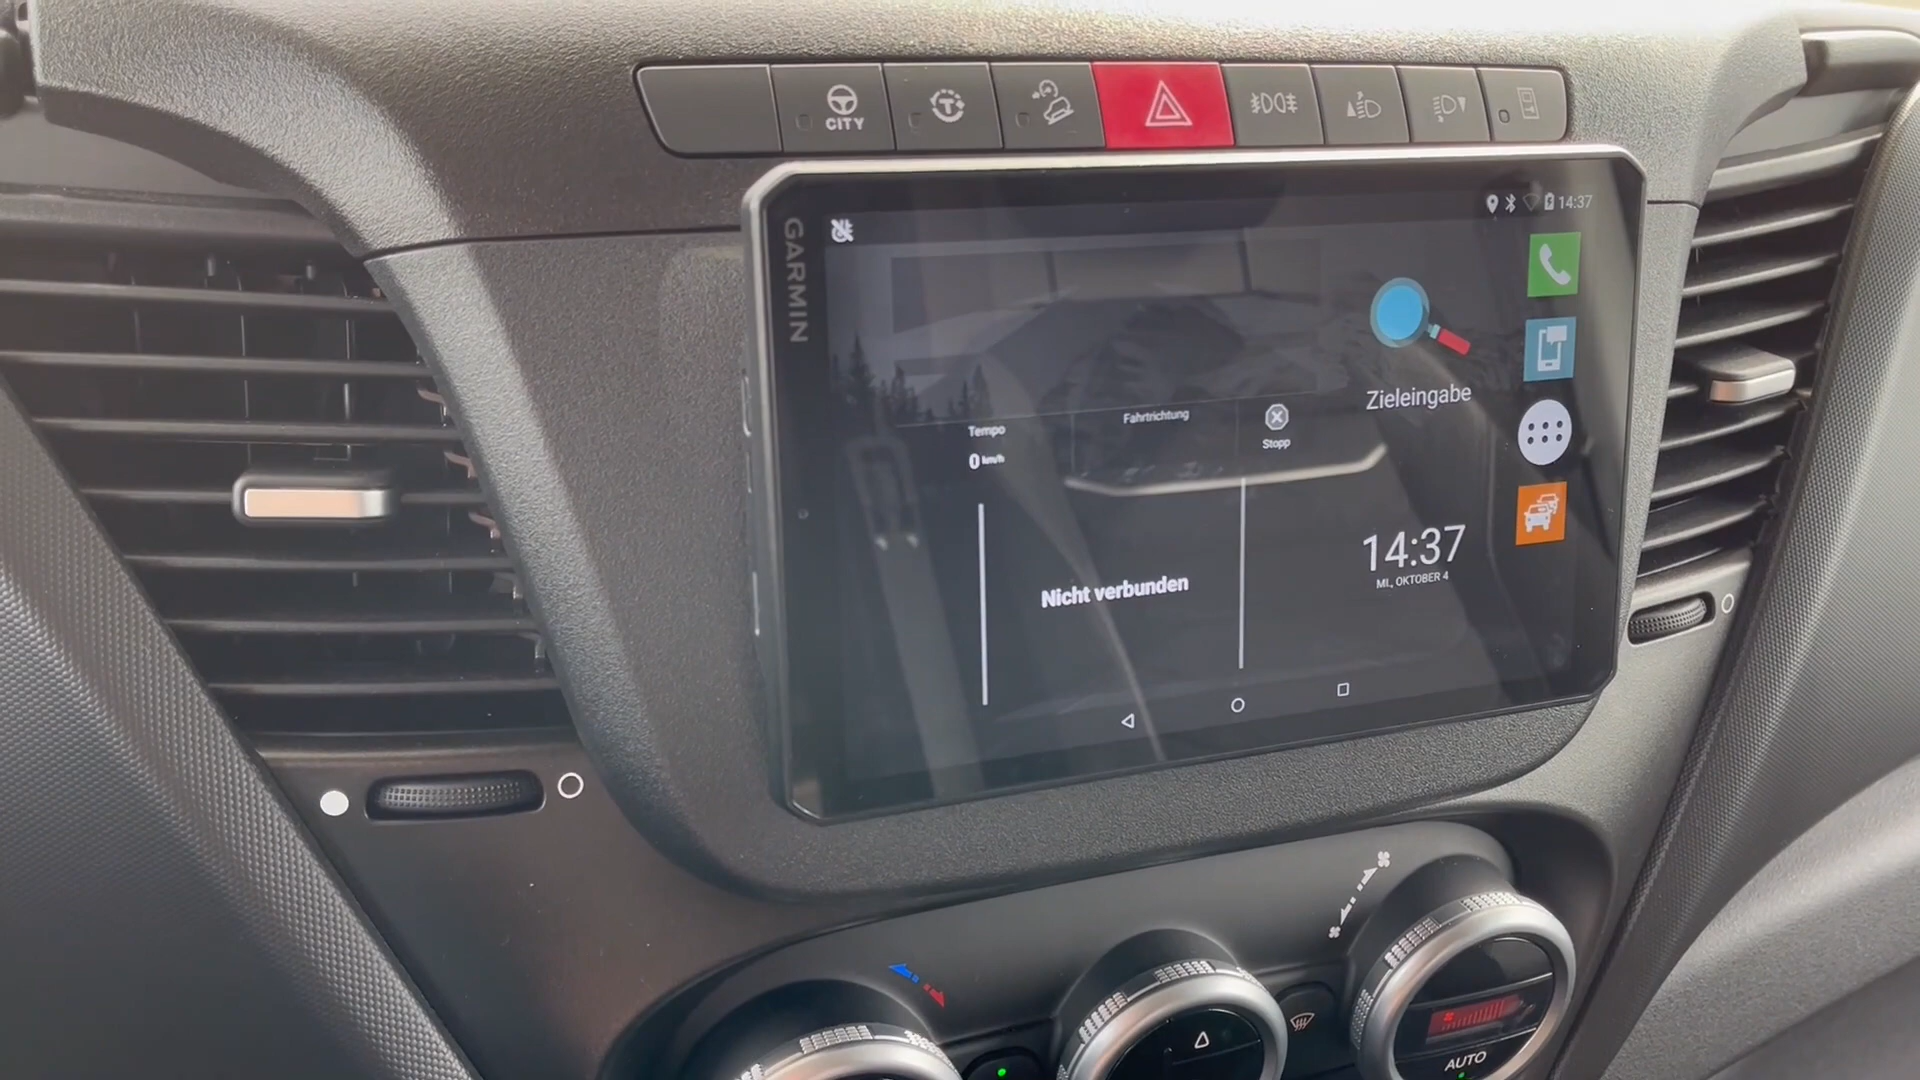 CITY
GARMIN
14:37
Zieleingabe
Tempo
Fahrtrichtung
0 km/h
Stopp
14:37
MI., OKTOBER 4
Nicht verbunden
AUTO